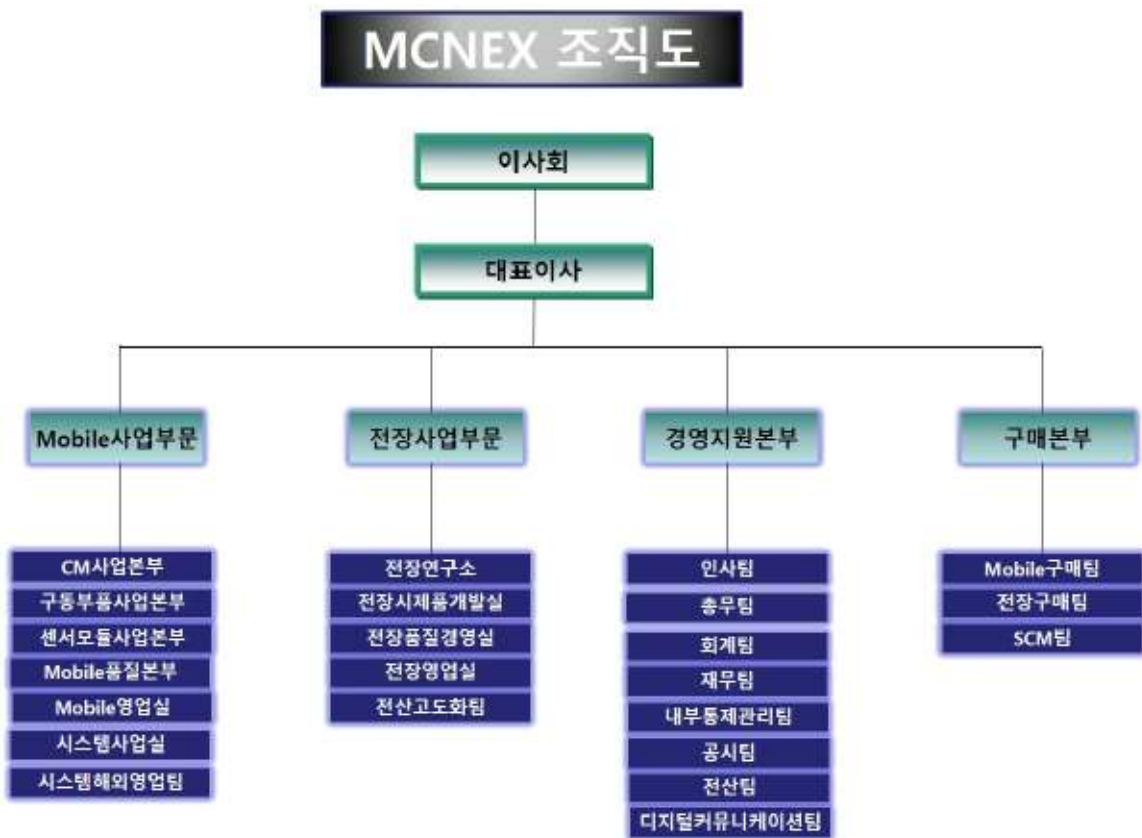 MCNEX 조직도
이사회
대표이사
Mobile사업부문
전장사업부문
경영지원본부
구매본부
CM사업본부
구동부품사업본부
센서모듈사업본부
Mobile품질본부
Mobile영업실
시스템사업실
시스템해외영업팀
전장연구소
전장시제품개발실
전장품질경영실
전장영업실
전산고도화팀
인사팀
총무팀
회계팀
재무팀
내부통제관리팀
공시팀
전산팀
디지털커뮤니케이션팀
Mobile구매팀
전장구매팀
SCM팀